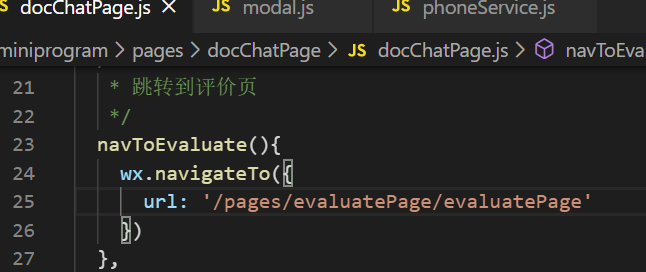 docChatPage.js × JS modal.js JS phoneService.js
miniprogram > pages > docChatPage > JS docChatPage.js > navToEva
21 * 跳转到评价页
22 */
23 navToEvaluate(){
24 wx.navigateTo({
25 url: '/pages/evaluatePage/evaluatePage'
26 })
27 },